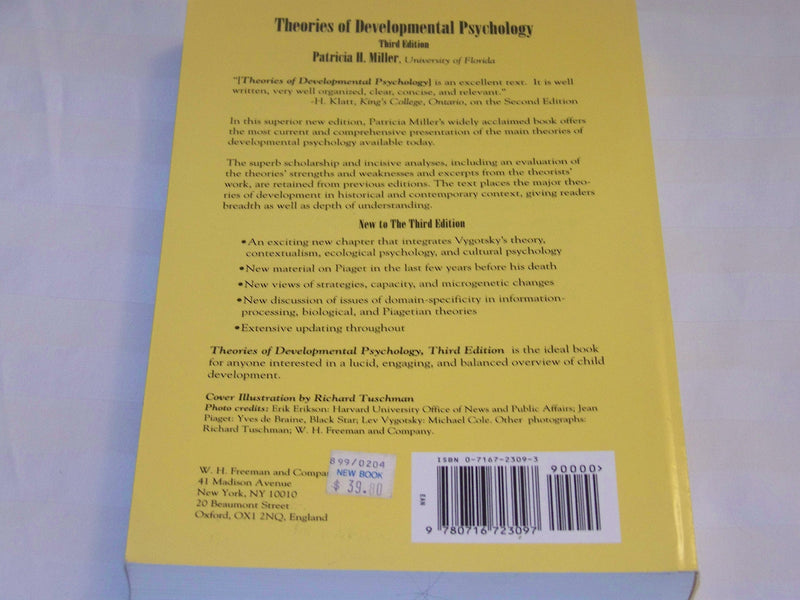 Theories of Developmental Psychology
Third Edition
Patricia H. Miller, University of Florida
"[Theories of Developmental Psychology] is an excellent text. It is well
written, very well organized, clear, concise, and relevant."
-H. Klatt, King's College, Ontario, on the Second Edition
In this superior new edition, Patricia Miller's widely acclaimed book offers
the most current and comprehensive presentation of the main theories of
developmental psychology available today.
The superb scholarship and incisive analyses, including an evaluation of
the theories' strengths and weaknesses and excerpts from the theorists'
work, are retained from previous editions. The text places the major theo-
ries of development in historical and contemporary context, giving readers
breadth as well as depth of understanding.
New to The Third Edition
•An exciting new chapter that integrates Vygotsky's theory,
contextualism, ecological psychology, and cultural psychology
•New material on Piaget in the last few years before his death
•New views of strategies, capacity, and microgenetic changes
•New discussion of issues of domain-specificity in information-
processing, biological, and Piagetian theories
•Extensive updating throughout
Theories of Developmental Psychology, Third Edition is the ideal book
for anyone interested in a lucid, engaging, and balanced overview of child
development.
Cover Illustration by Richard Tuschman
Photo credits: Erik Erikson: Harvard University Office of News and Public Affairs; Jean
Piaget: Yves de Braine, Black Star; Lev Vygotsky: Michael Cole. Other photographs:
Richard Tuschman; W. H. Freeman and Company.
W. H. Freeman and Compa
41 Madison Avenue
New York, NY 10010
20 Beaumont Street
Oxford, OX1 2NQ, England
899/0204
NEW BOOK
$ 39.80
ISBN 0-7167-2309-3
90000>
EAN
9 780716 723097